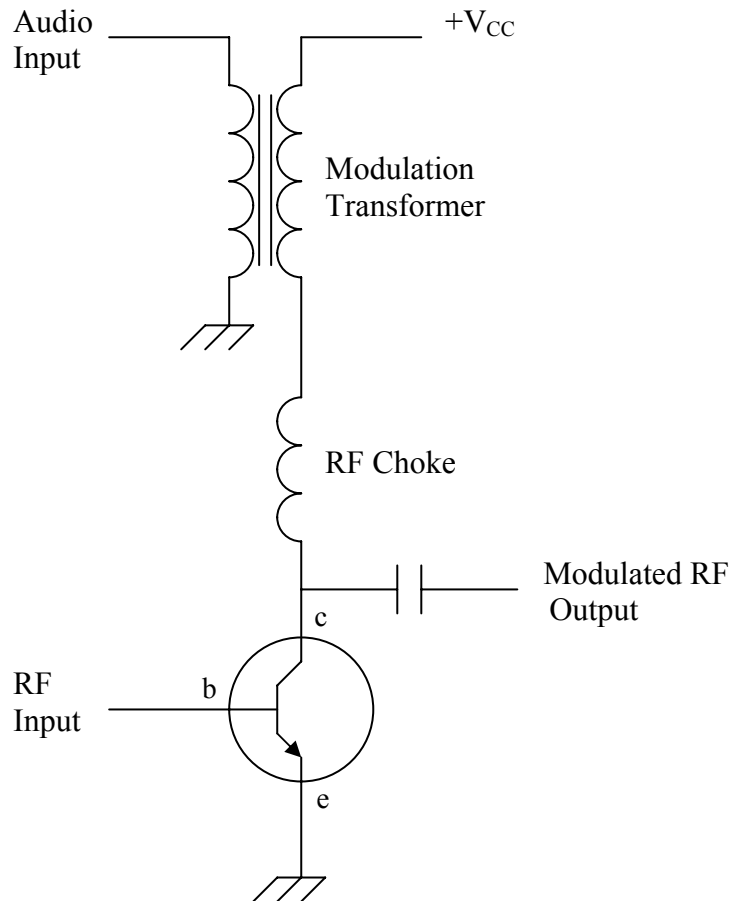 Audio
Input
+VCC
Modulation
Transformer
RF Choke
Modulated RF
Output
c
RF
Input
b
e